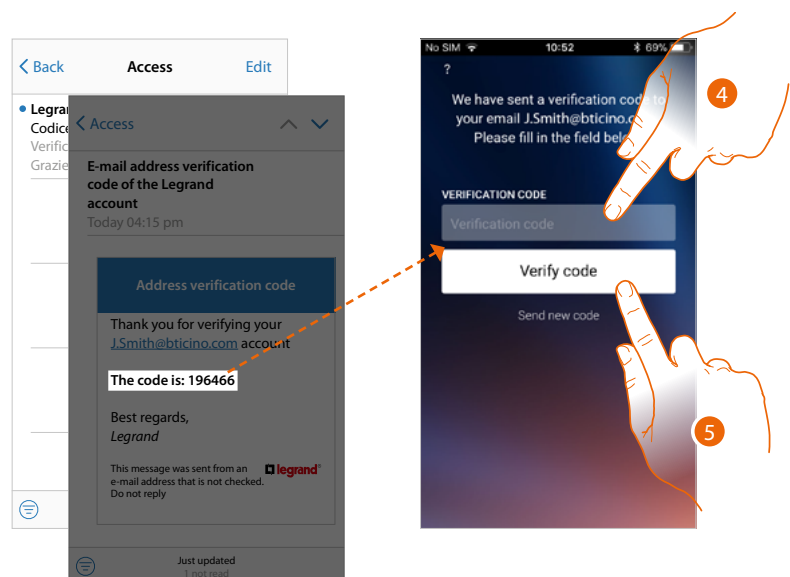 Back
Access
Edit
Legra
Codice
Verific
Grazie
Access
E-mail address verification
code of the Legrand
account
Today 04:15 pm
Address verification code
Thank you for verifying your
J.Smith@bticino.com account
The code is: 196466
Best regards,
Legrand
This message was sent from an
e-mail address that is not checked.
Do not reply
legrand®
Just updated
1 not read
No SIM
10:52
69%
?
We have sent a verification code to
your email J.Smith@bticino.c
Please fill in the field bel
VERIFICATION CODE
Verification code
Verify code
Send new code
4
5